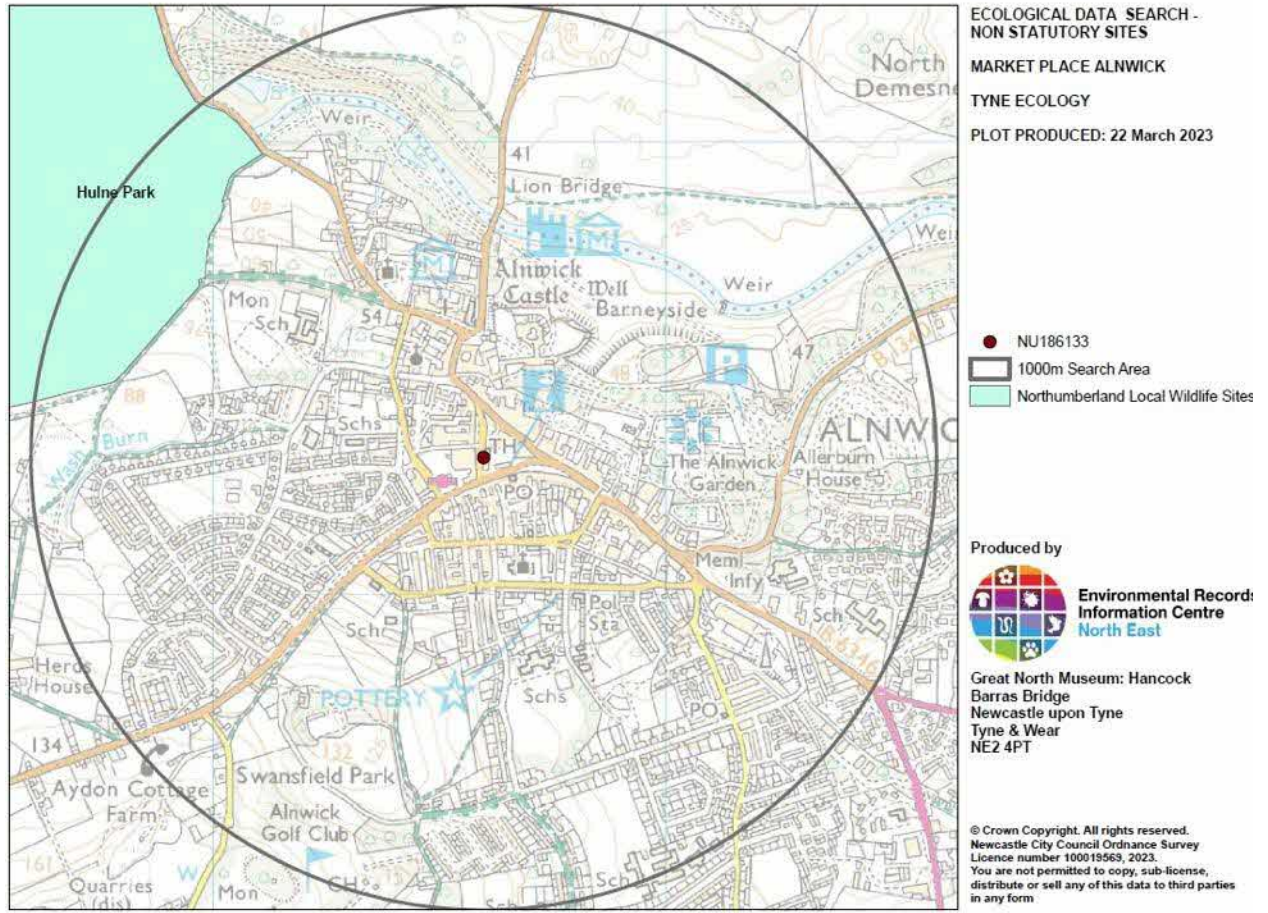 ECOLOGICAL DATA SEARCH -
NON STATUTORY SITES
MARKET PLACE ALNWICK
TYNE ECOLOGY
PLOT PRODUCED: 22 March 2023
NU186133
1000m Search Area
Northumberland Local Wildlife Sites
Produced by
Environmental Records
Information Centre
North East
Great North Museum: Hancock
Barras Bridge
Newcastle upon Tyne
Tyne & Wear
NE2 4PT
© Crown Copyright. All rights reserved.
Newcastle City Council Ordnance Survey
Licence number 100019569, 2023.
You are not permitted to copy, sub-license,
distribute or sell any of this data to third parties
in any form
North
Demesne
Weir
41
Lion Bridge
Hulne Park
25
Weir
M
M
Alnwick
Castle
Well
Weir
Barneyside
Mon
Sch
54
P
47
48
88
Schs
ALNWIC
Wash Burn
TH
The Alnwick
Garden
Allerburn
House
PO
Meml
Infy
Pol
Sta
Sch
Sch
B 6346
Herds
House
POTTERY
Schs
PO
134
132
Swansfield Park
Aydon Cottage
Farm
Alnwick
Golf Club
W
161
CH
Quarries
(dis)
Mon
Sch
Sch